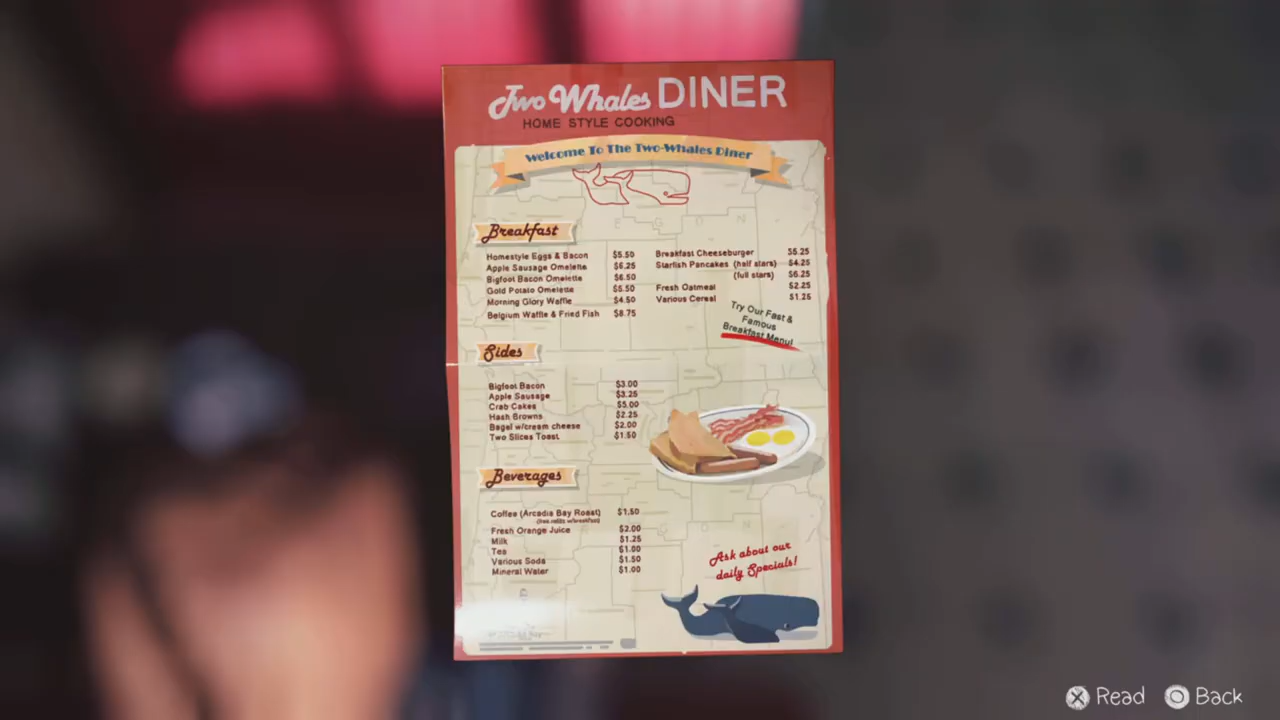 Two Whales DINER
HOME STYLE COOKING
Welcome To The Two-Whales Diner
E G O N
Breakfast
Homestyle Eggs & Bacon $5.50
Apple Sausage Omelette $6.25
Bigfoot Bacon Omelette $6.50
Gold Potato Omelette $5.50
Morning Glory Waffle $4.50
Belgium Waffle & Fried Fish $8.75
Breakfast Cheeseburger $5.25
Starfish Pancakes (half stars) $4.25
(full stars) $6.25
Fresh Oatmeal $2.25
Various Cereal $1.25
Try Our Fast &
Famous
Breakfast Menu!
Sides
Bigfoot Bacon $3.00
Apple Sausage $3.25
Crab Cakes $5.00
Hash Browns $2.25
Bagel w/cream cheese $2.00
Two Slices Toast $1.50
Beverages
Coffee (Arcadia Bay Roast) $1.50
(free refills w/breakfast)
Fresh Orange Juice $2.00
Milk $1.25
Tea $1.00
Various Soda $1.50
Mineral Water $1.00
G O N
Ask about our
daily Specials!
Read Back